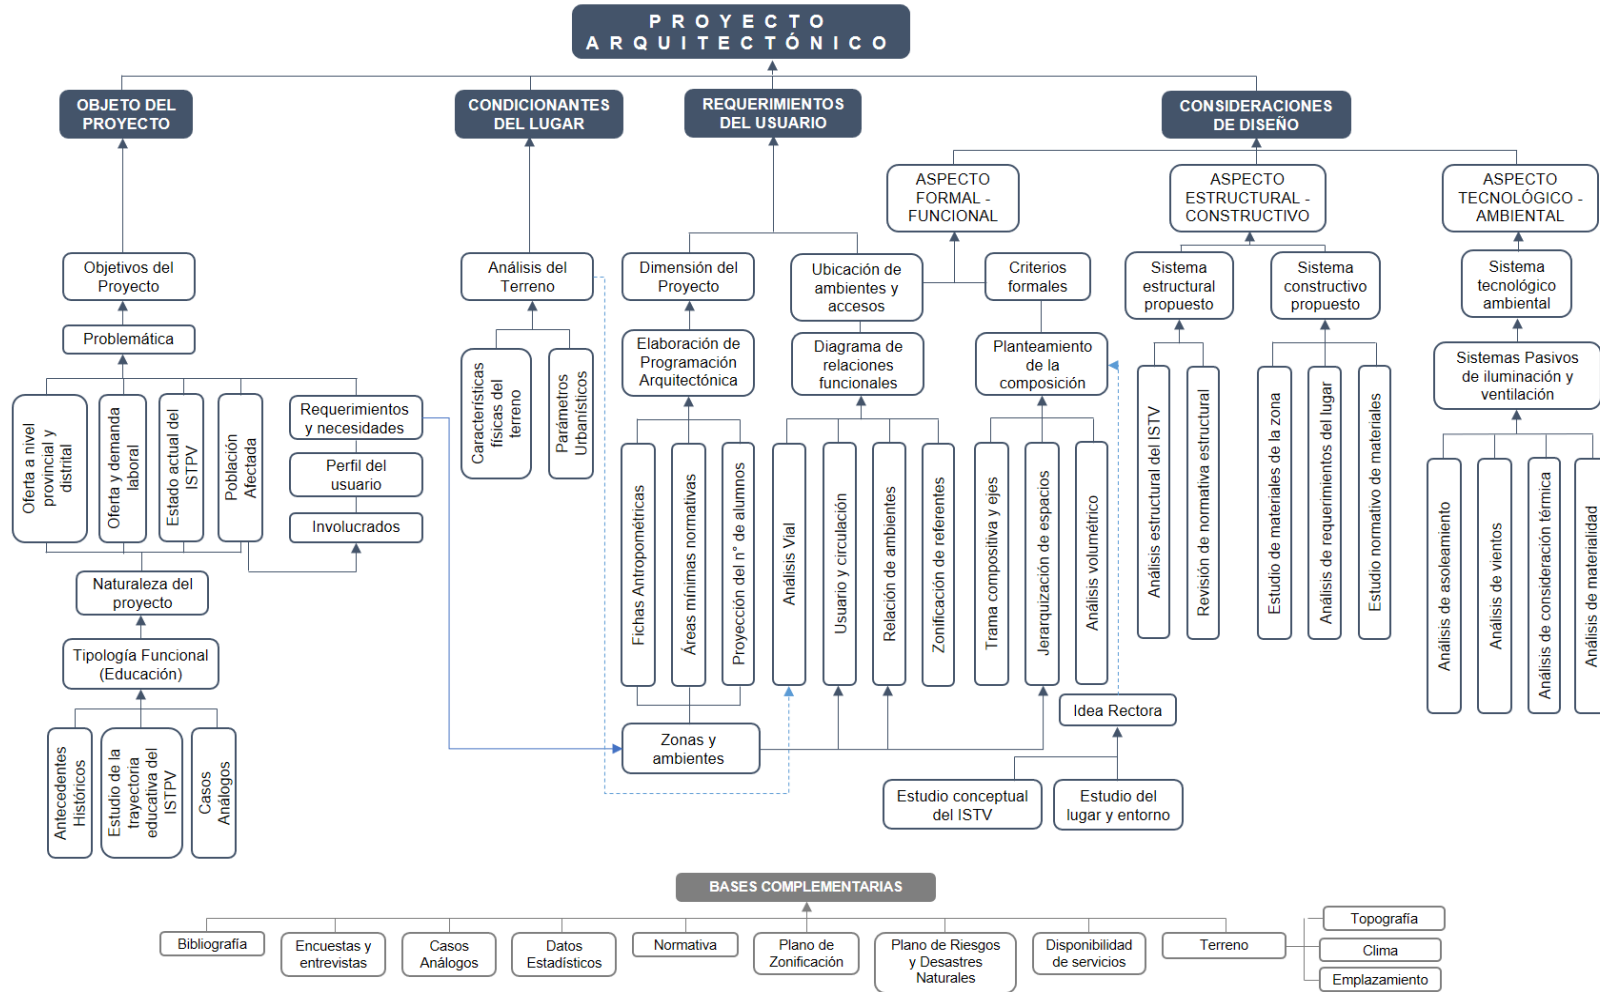 PROYECTO
ARQUITECTÓNICO
OBJETO DEL
PROYECTO
CONDICIONANTES
DEL LUGAR
REQUERIMIENTOS
DEL USUARIO
CONSIDERACIONES
DE DISEÑO
ASPECTO
FORMAL -
FUNCIONAL
ASPECTO
ESTRUCTURAL -
CONSTRUCTIVO
ASPECTO
TECNOLÓGICO -
AMBIENTAL
Objetivos del
Proyecto
Análisis del
Terreno
Dimensión del
Proyecto
Ubicación de
ambientes y
accesos
Criterios
formales
Sistema
estructural
propuesto
Sistema
constructivo
propuesto
Sistema
tecnológico
ambiental
Problemática
Características
físicas del
terreno
Parámetros
Urbanísticos
Elaboración de
Programación
Arquitectónica
Diagrama de
relaciones
funcionales
Planteamiento
de la
composición
Sistemas Pasivos
de iluminación y
ventilación
Oferta a nivel
provincial y
distrital
Oferta y demanda
laboral
Estado actual del
ISTPV
Población
Afectada
Requerimientos
y necesidades
Perfil del
usuario
Involucrados
Fichas Antropométricas
Áreas mínimas normativas
Proyección del n° de alumnos
Análisis Vial
Usuario y circulación
Relación de ambientes
Zonificación de referentes
Trama compositiva y ejes
Jerarquización de espacios
Análisis volumétrico
Análisis estructural del ISTV
Revisión de normativa estructural
Estudio de materiales de la zona
Análisis de requerimientos del lugar
Estudio normativo de materiales
Análisis de asoleamiento
Análisis de vientos
Análisis de consideración térmica
Análisis de materialidad
Naturaleza del
proyecto
Tipología Funcional
(Educación)
Antecedentes
Históricos
Estudio de la
trayectoria
educativa del
ISTPV
Casos
Análogos
Zonas y
ambientes
Idea Rectora
Estudio conceptual
del ISTV
Estudio del
lugar y entorno
BASES COMPLEMENTARIAS
Bibliografía
Encuestas y
entrevistas
Casos
Análogos
Datos
Estadísticos
Normativa
Plano de
Zonificación
Plano de Riesgos
y Desastres
Naturales
Disponibilidad
de servicios
Terreno
Topografía
Clima
Emplazamiento